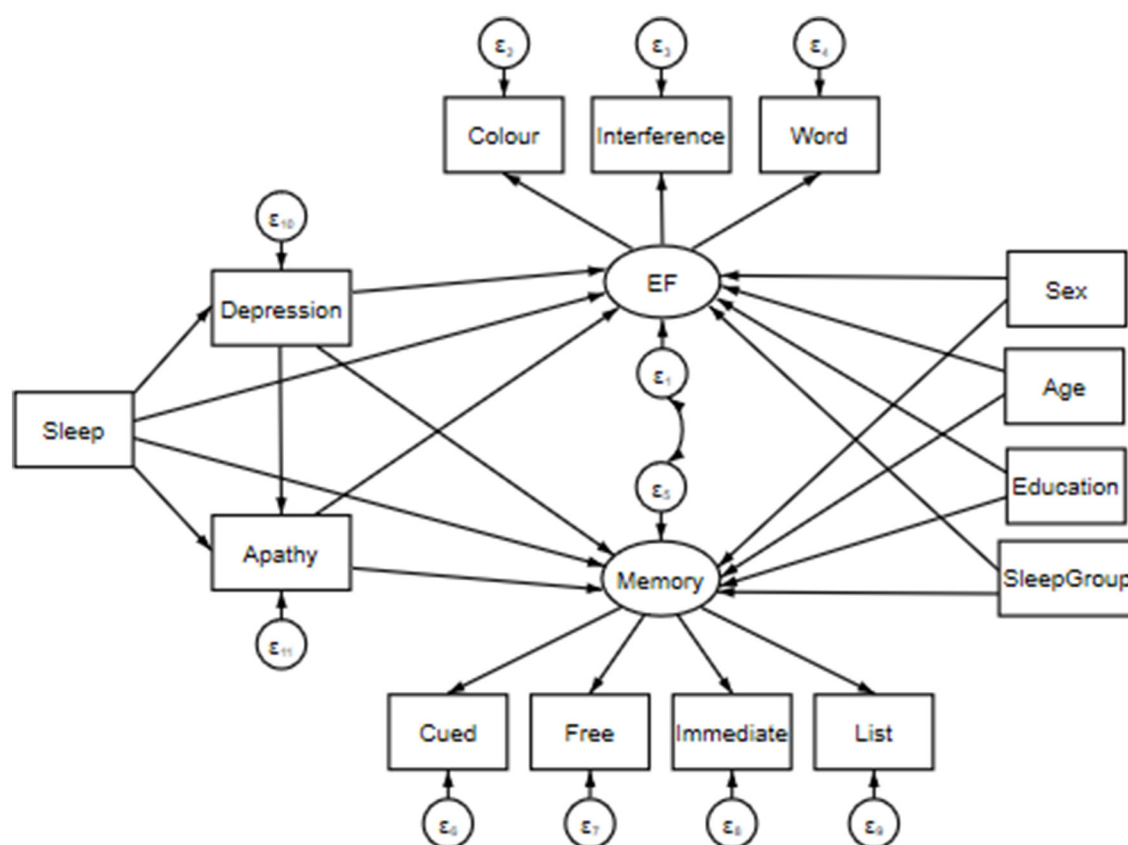 ε₂
ε₃
ε₄
Colour
Interference
Word
ε₁₀
Depression
EF
Sex
ε₁
Age
Sleep
ε₅
Education
Apathy
Memory
SleepGroup
ε₁₁
Cued
Free
Immediate
List
ε₆
ε₇
ε₈
ε₉